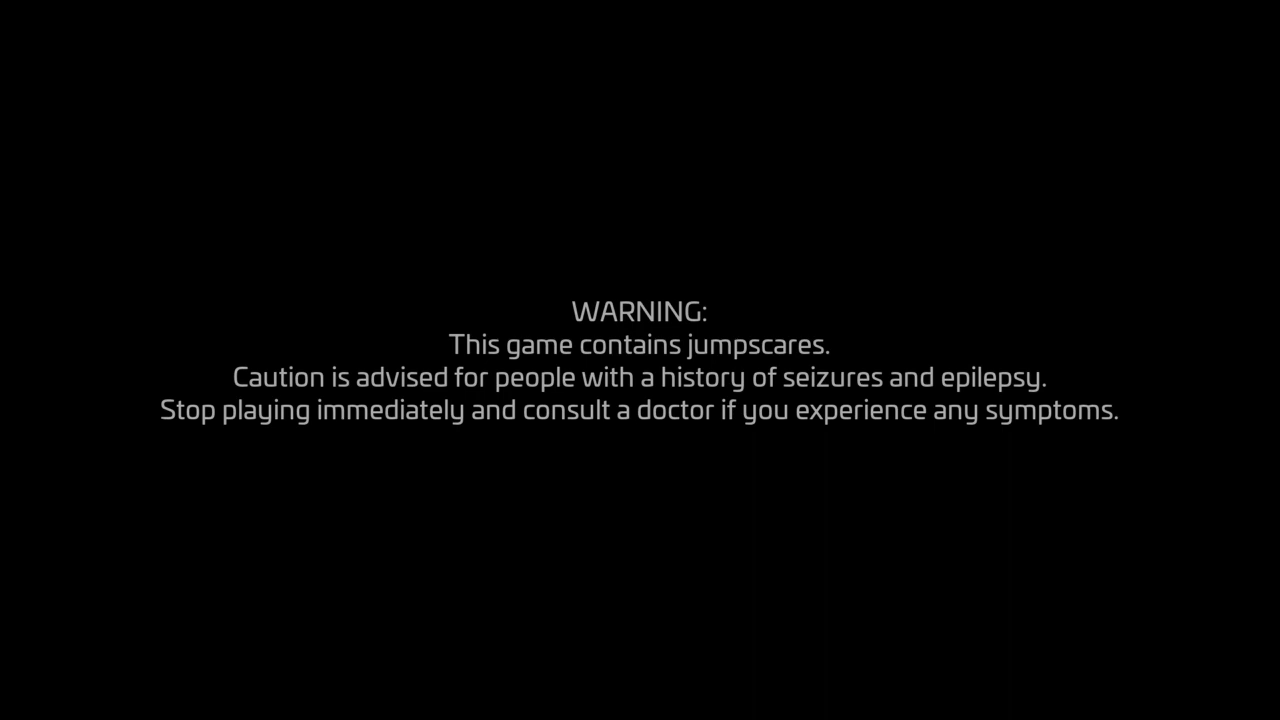 WARNING:
This game contains jumpscares.
Caution is advised for people with a history of seizures and epilepsy.
Stop playing immediately and consult a doctor if you experience any symptoms.